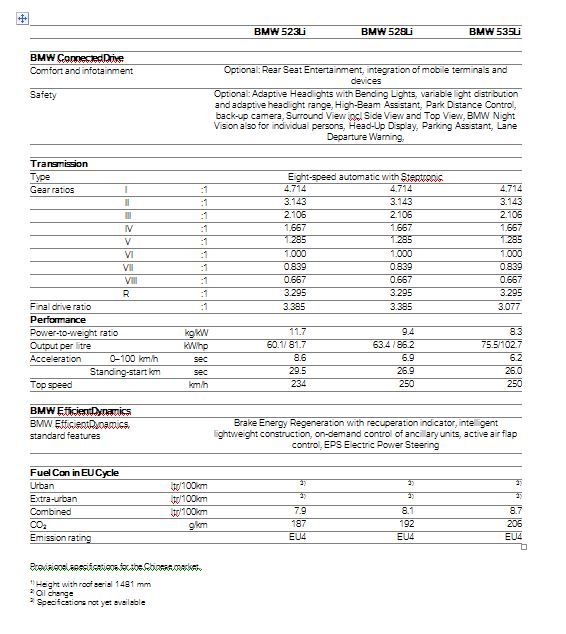 BMW 523Li BMW 528Li BMW 535Li
BMW ConnectedDrive
Comfort and infotainment Optional: Rear Seat Entertainment, integration of mobile terminals and
devices
Safety Optional: Adaptive Headlights with Bending Lights, variable light distribution
and adaptive headlight range, High-Beam Assistant, Park Distance Control,
back-up camera, Surround View incl Side View and Top View, BMW Night
Vision also for individual persons, Head-Up Display, Parking Assistant, Lane
Departure Warning,
Transmission
Type Eight-speed automatic with Steptronic
Gear ratios I :1 4.714 4.714 4.714
II :1 3.143 3.143 3.143
III :1 2.106 2.106 2.106
IV :1 1.667 1.667 1.667
V :1 1.285 1.285 1.285
VI :1 1.000 1.000 1.000
VII :1 0.839 0.839 0.839
VIII :1 0.667 0.667 0.667
R :1 3.295 3.295 3.295
Final drive ratio :1 3.385 3.385 3.077
Performance
Power-to-weight ratio kg/kW 11.7 9.4 8.3
Output per litre kW/hp 60.1/ 81.7 63.4 / 86.2 75.5/102.7
Acceleration 0–100 km/h sec 8.6 6.9 6.2
Standing-start km sec 29.5 26.9 26.0
Top speed km/h 234 250 250
BMW EfficientDynamics
BMW EfficientDynamics Brake Energy Regeneration with recuperation indicator, intelligent
standard features lightweight construction, on-demand control of ancillary units, active air flap
control, EPS Electric Power Steering
Fuel Con in EU Cycle
Urban ltr/100km 3) 3) 3)
Extra-urban ltr/100km 3) 3) 3)
Combined ltr/100km 7.9 8.1 8.7
CO2 g/km 187 192 206
Emission rating EU4 EU4 EU4
Provisional specifications for the Chinese market.
1) Height with roof aerial 1481 mm
2) Oil change
3) Specifications not yet available